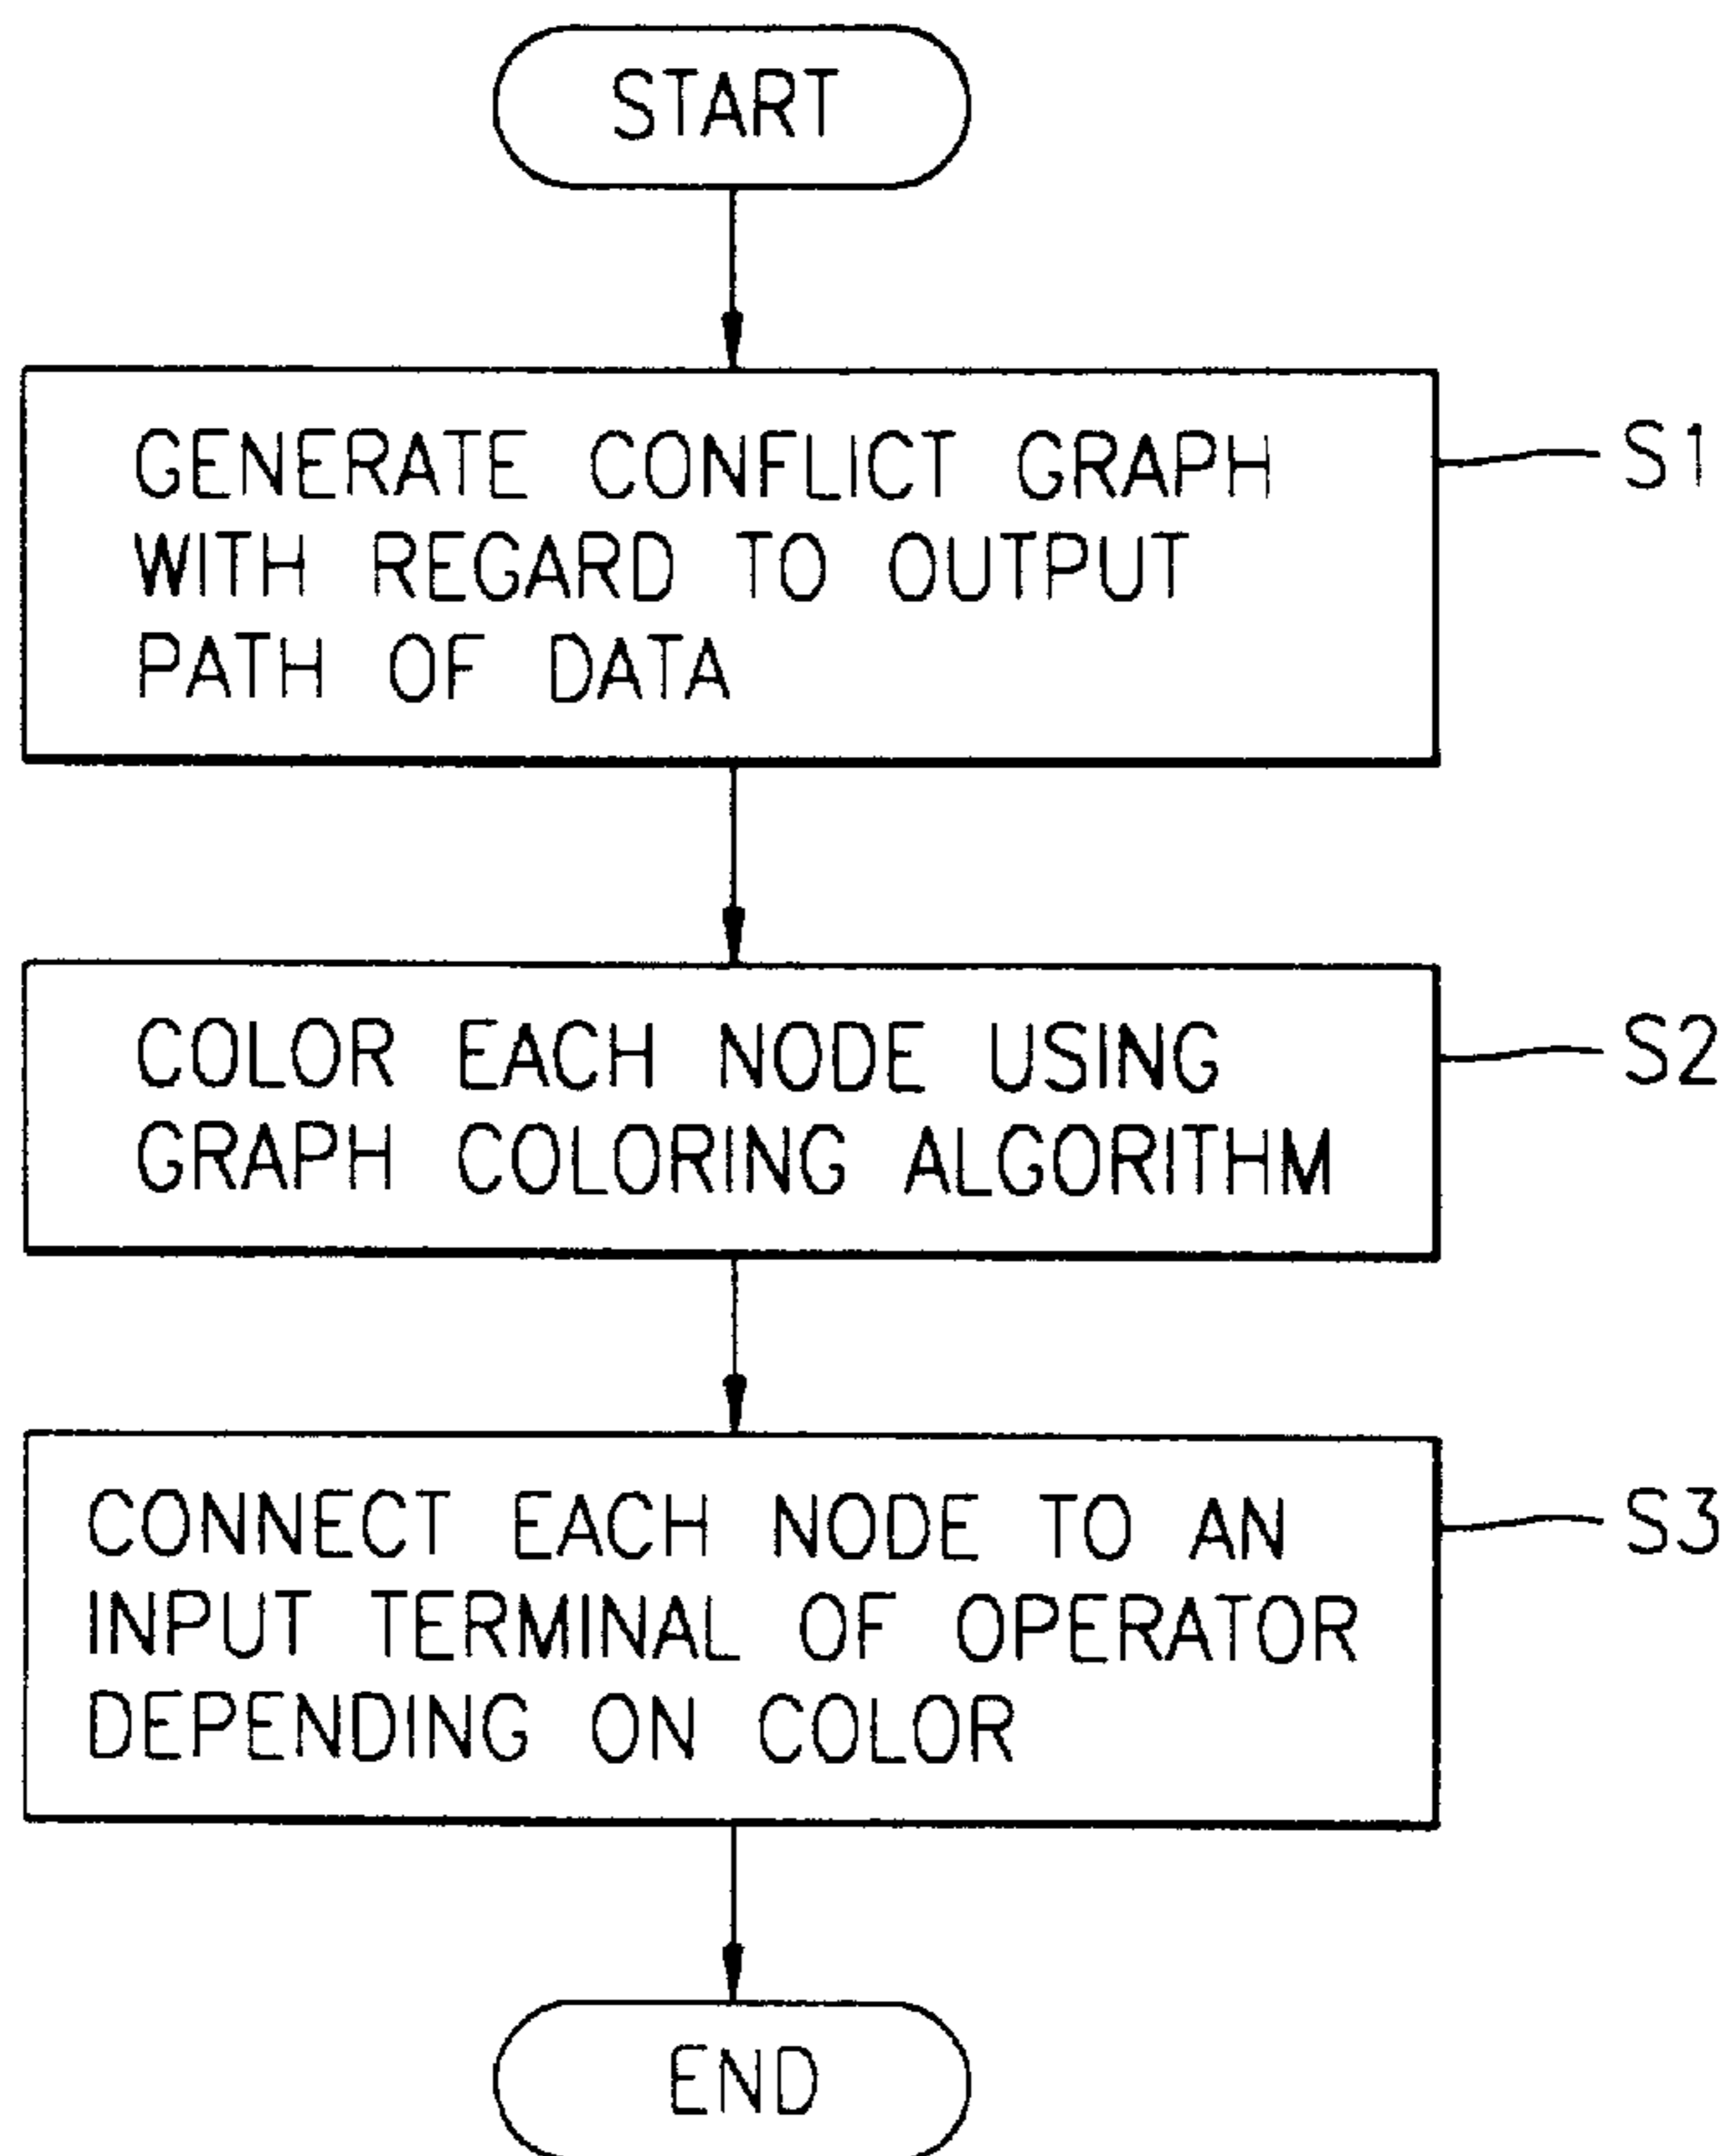 START
GENERATE CONFLICT GRAPH
WITH REGARD TO OUTPUT
PATH OF DATA
S1
COLOR EACH NODE USING
GRAPH COLORING ALGORITHM
S2
CONNECT EACH NODE TO AN
INPUT TERMINAL OF OPERATOR
DEPENDING ON COLOR
S3
END